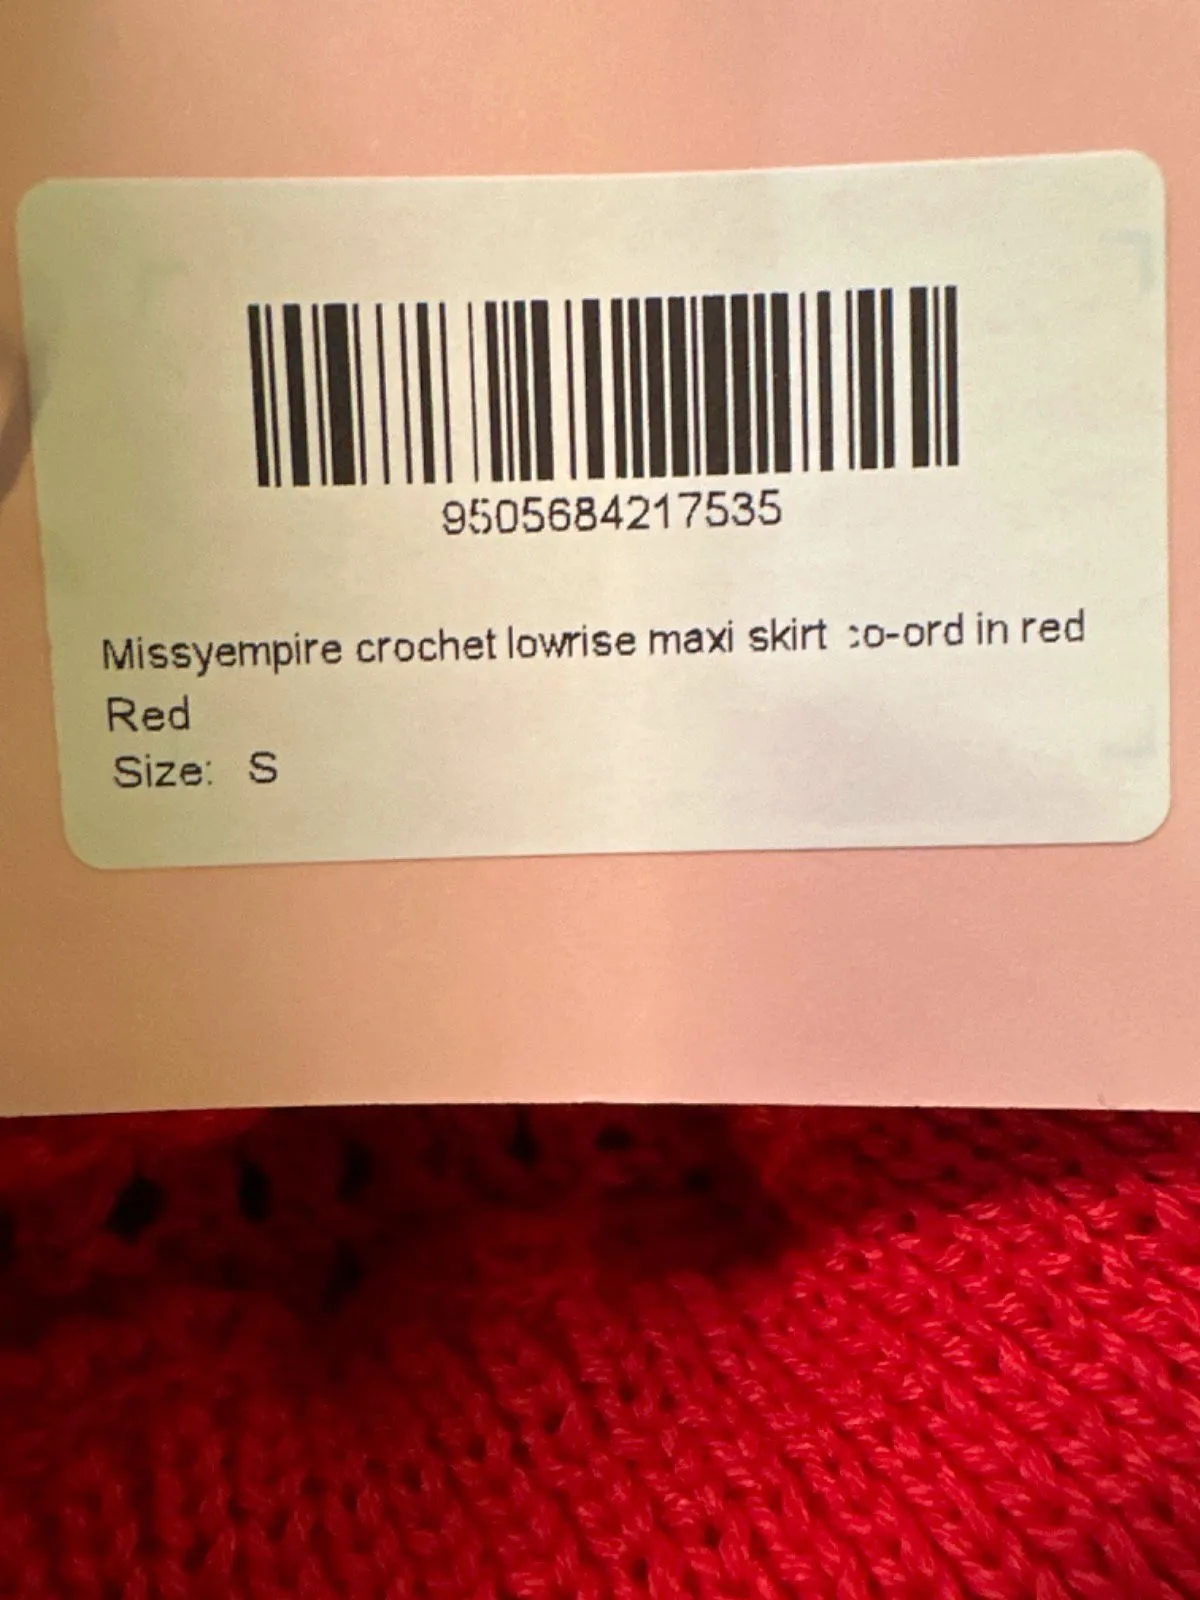 9505684217535
Missyempire crochet lowrise maxi skirt co-ord in red
Red
Size: S